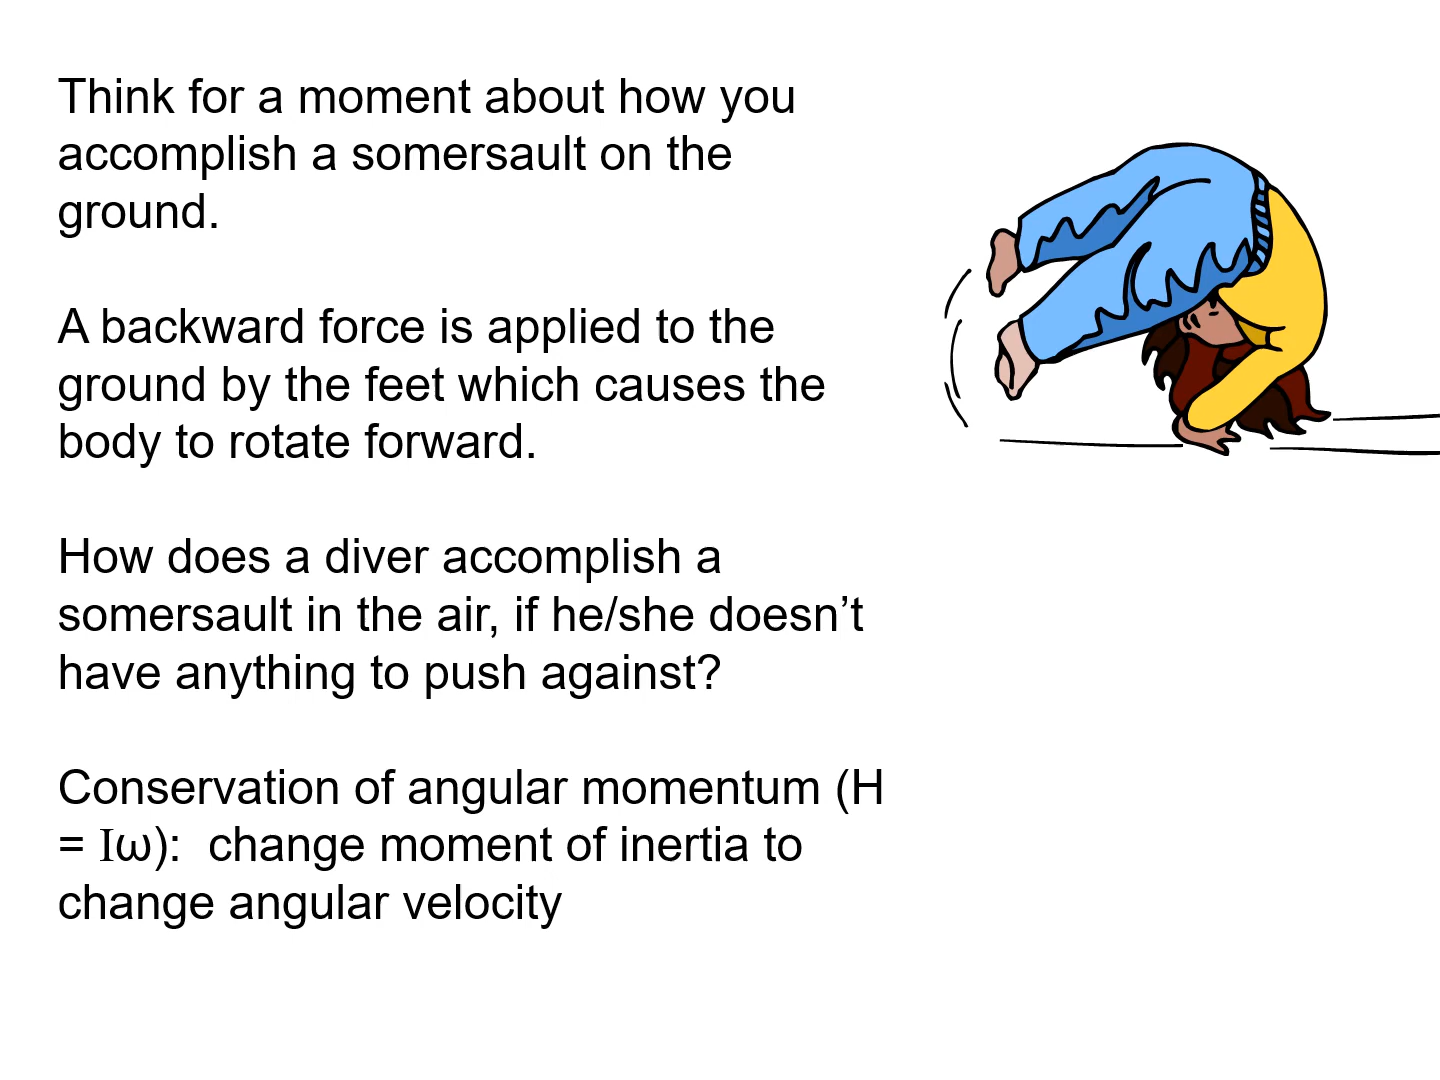 Think for a moment about how you
accomplish a somersault on the
ground.
A backward force is applied to the
ground by the feet which causes the
body to rotate forward.
How does a diver accomplish a
somersault in the air, if he/she doesn’t
have anything to push against?
Conservation of angular momentum (H
= Iω):  change moment of inertia to
change angular velocity